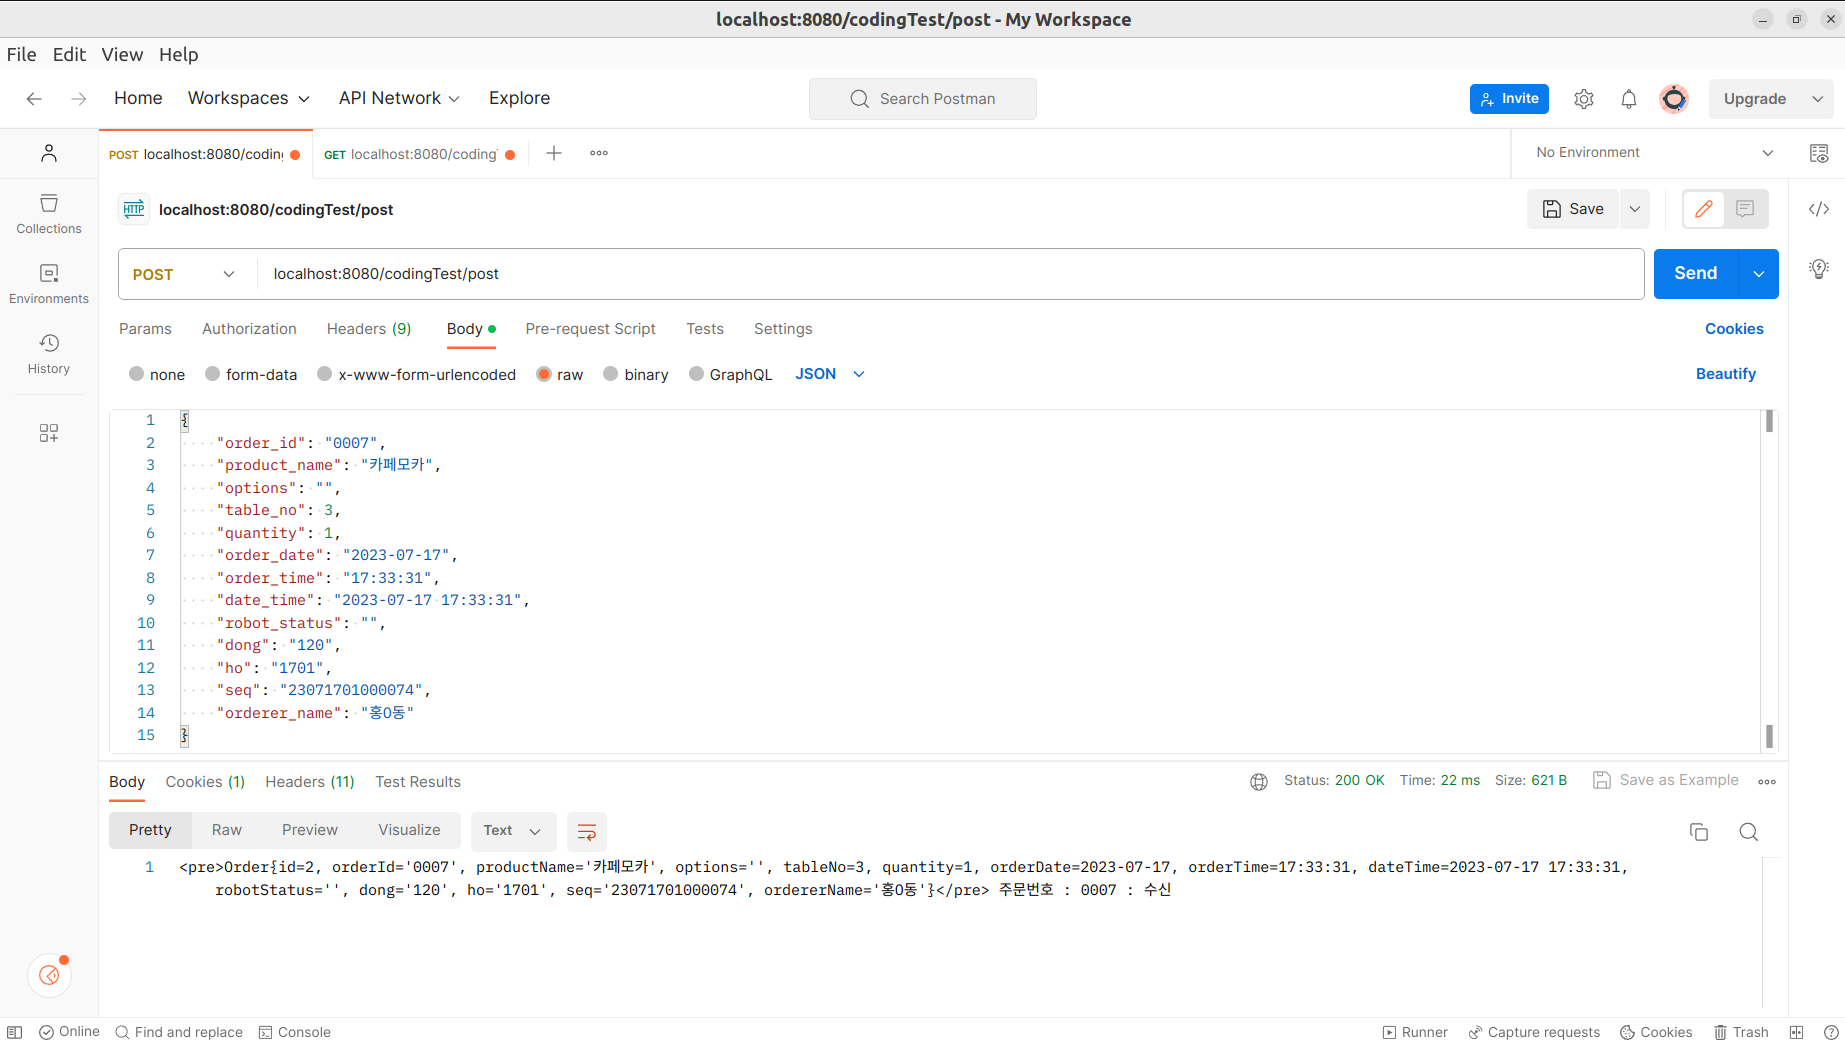 localhost:8080/codingTest/post - My Workspace
File Edit View Help
Home Workspaces API Network Explore
Search Postman
Invite
Upgrade
POST localhost:8080/codin
GET localhost:8080/coding
No Environment
Collections
Environments
History
HTTP localhost:8080/codingTest/post
Save
POST localhost:8080/codingTest/post
Send
Params Authorization Headers (9) Body Pre-request Script Tests Settings
Cookies
none form-data x-www-form-urlencoded raw binary GraphQL JSON
Beautify
1 {
2 "order_id": "0007",
3 "product_name": "카페모카",
4 "options": "",
5 "table_no": 3,
6 "quantity": 1,
7 "order_date": "2023-07-17",
8 "order_time": "17:33:31",
9 "date_time": "2023-07-17 17:33:31",
10 "robot_status": "",
11 "dong": "120",
12 "ho": "1701",
13 "seq": "23071701000074",
14 "orderer_name": "홍O동"
15 }
Body Cookies (1) Headers (11) Test Results
Status: 200 OK Time: 22 ms Size: 621 B Save as Example
Pretty Raw Preview Visualize Text
1 <pre>Order{id=2, orderId='0007', productName='카페모카', options='', tableNo=3, quantity=1, orderDate=2023-07-17, orderTime=17:33:31, dateTime=2023-07-17 17:33:31,
robotStatus='', dong='120', ho='1701', seq='23071701000074', ordererName='홍O동'}</pre> 주문번호 : 0007 : 수신
Online Find and replace Console
Runner Capture requests Cookies Trash